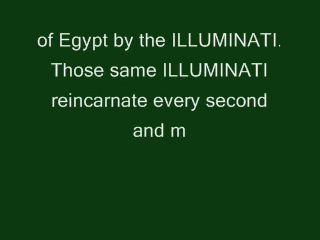 of Egypt by the ILLUMINATI.
Those same ILLUMINATI
reincarnate every second
and m